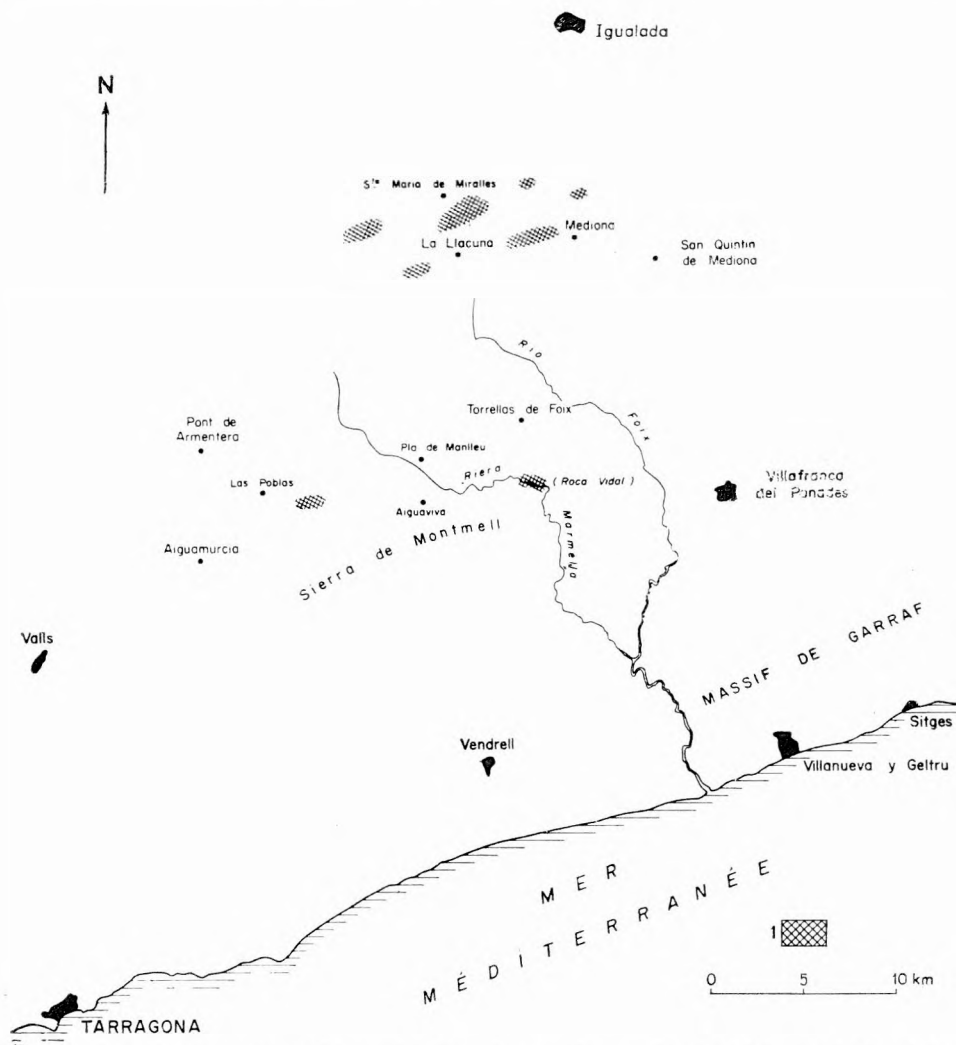 Igualada
N
Sta Maria de Miralles
Mediona
La Llacuna
San Quintin
de Mediona
Rio
Foix
Torrellas de Foix
Pont de
Armentera
Pla de Manlleu
Riera
(Roca Vidal)
Villafranca
del Panades
Las Poblas
Aiguaviva
Marmella
Sierra de Montmell
Aiguamurcia
Valls
MASSIF DE GARRAF
Sitges
Vendrell
Villanueva y Geltru
MER
MÉDITERRANÉE
1
0 5 10 km
TARRAGONA